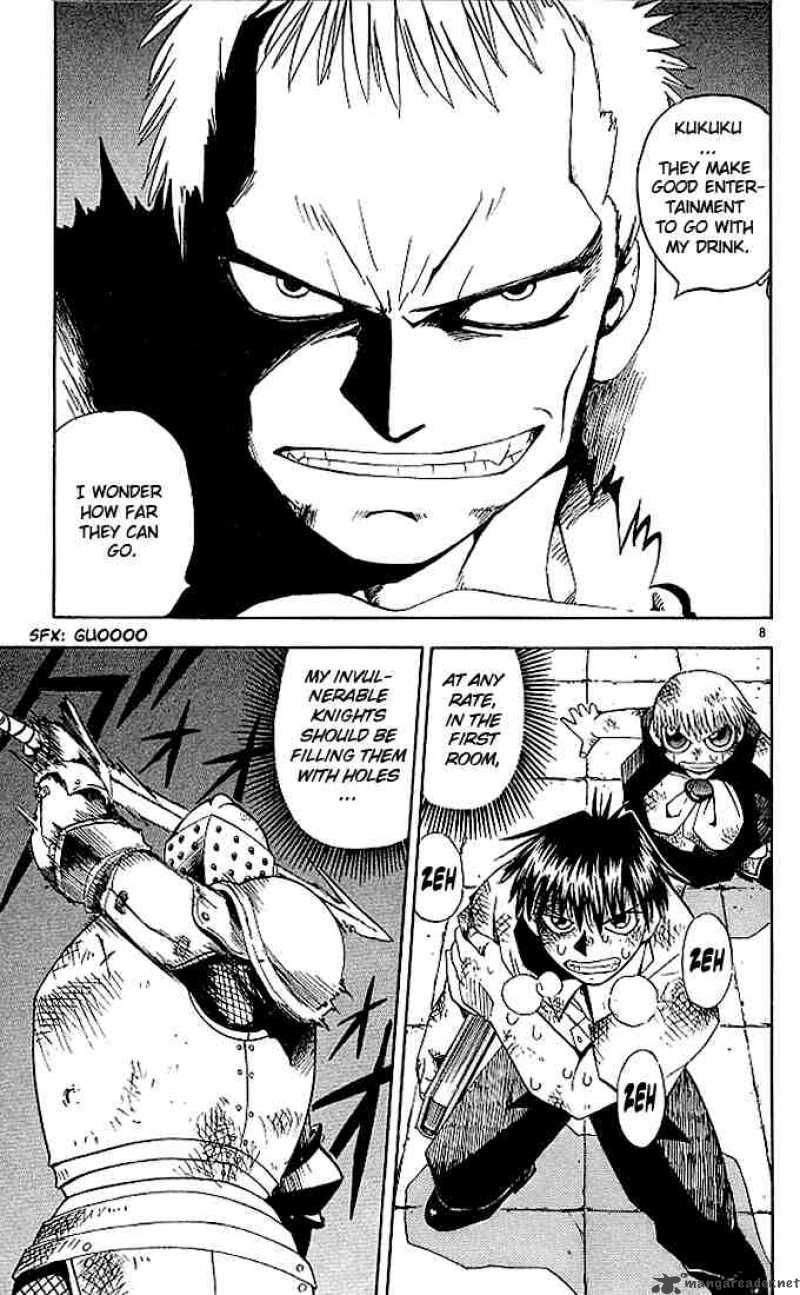 KUKUKU
...
THEY MAKE
GOOD ENTER-
TAINMENT
TO GO WITH
MY DRINK.
I WONDER
HOW FAR
THEY CAN
GO.
SFX: GUOOOO
8
AT ANY
RATE,
IN THE
FIRST
ROOM,
MY INVUL-
NERABLE
KNIGHTS
SHOULD BE
FILLING THEM
WITH HOLES
...
ZEH
ZEH
ZEH
mangareader.net